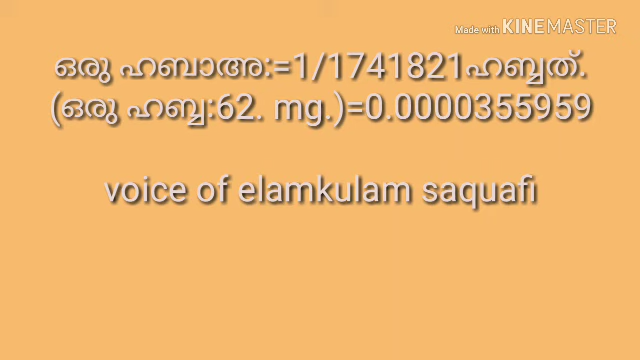 Made with KINEMASTER
ഒരു ഹബാഅ:=1/1741821ഹബ്ബത്.
(ഒരു ഹബ്ബ:62. mg.)=0.0000355959
voice of elamkulam saquafi